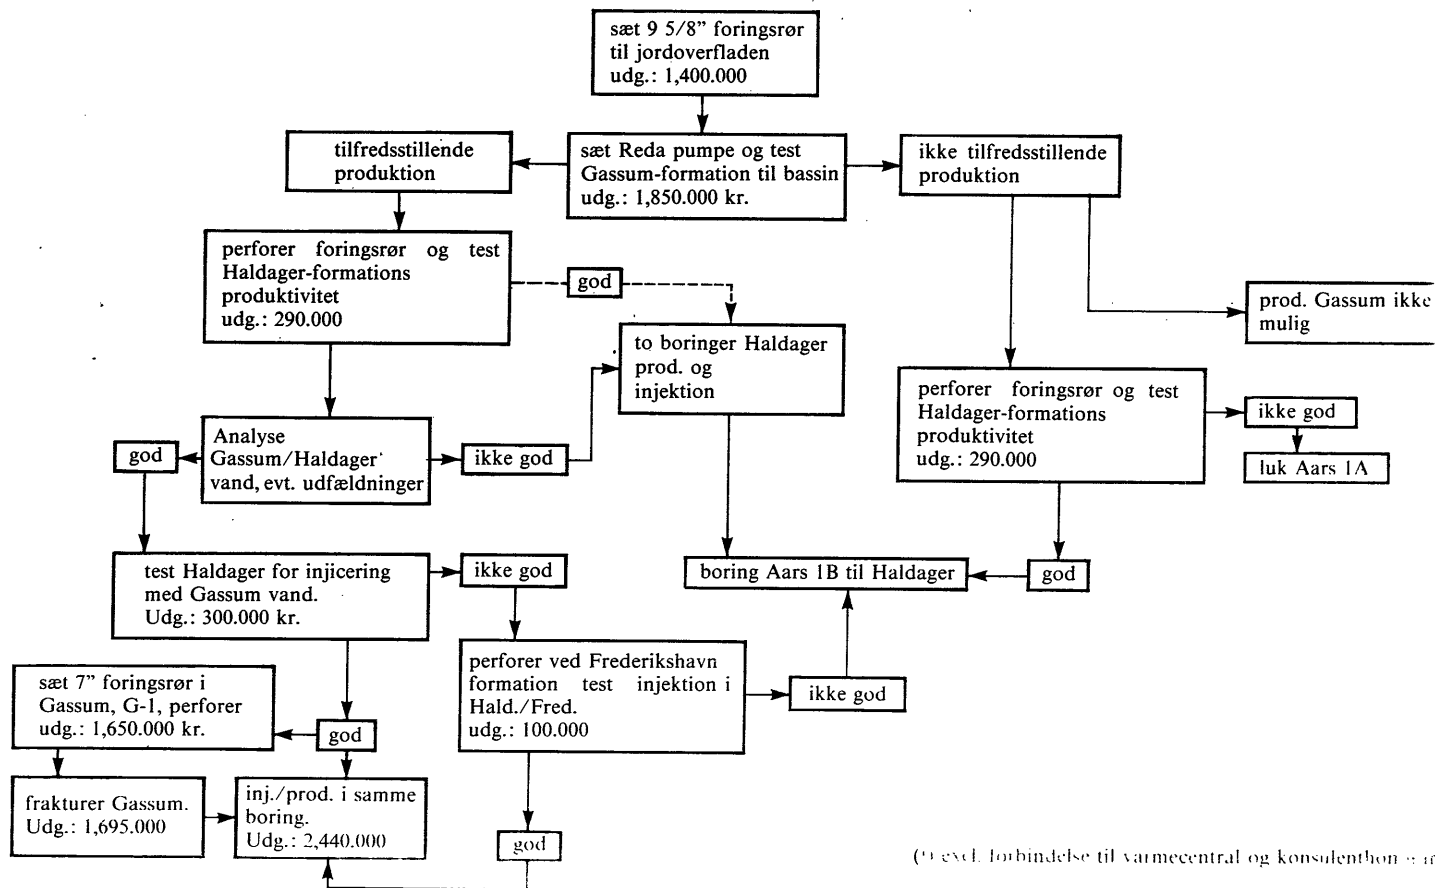 sæt 9 5/8” foringsrør
til jordoverfladen
udg.: 1,400.000
tilfredsstillende
produktion
sæt Reda pumpe og test
Gassum-formation til bassin
udg.: 1,850.000 kr.
ikke tilfredsstillende
produktion
perforer foringsrør og test
Haldager-formations
produktivitet
udg.: 290.000
god
prod. Gassum ikke
mulig
to boringer Haldager
prod. og
injektion
perforer foringsrør og test
Haldager-formations
produktivitet
udg.: 290.000
ikke god
luk Aars 1A
god
Analyse
Gassum/Haldager
vand, evt. udfældninger
ikke god
test Haldager for injicering
med Gassum vand.
Udg.: 300.000 kr.
ikke god
boring Aars 1B til Haldager
god
sæt 7” foringsrør i
Gassum, G-1, perforer
udg.: 1,650.000 kr.
god
perforer ved Frederikshavn
formation test injektion i
Hald./Fred.
udg.: 100.000
ikke god
frakturer Gassum.
Udg.: 1,695.000
inj./prod. i samme
boring.
Udg.: 2,440.000
god
excl. forbindelse til varmecentral og